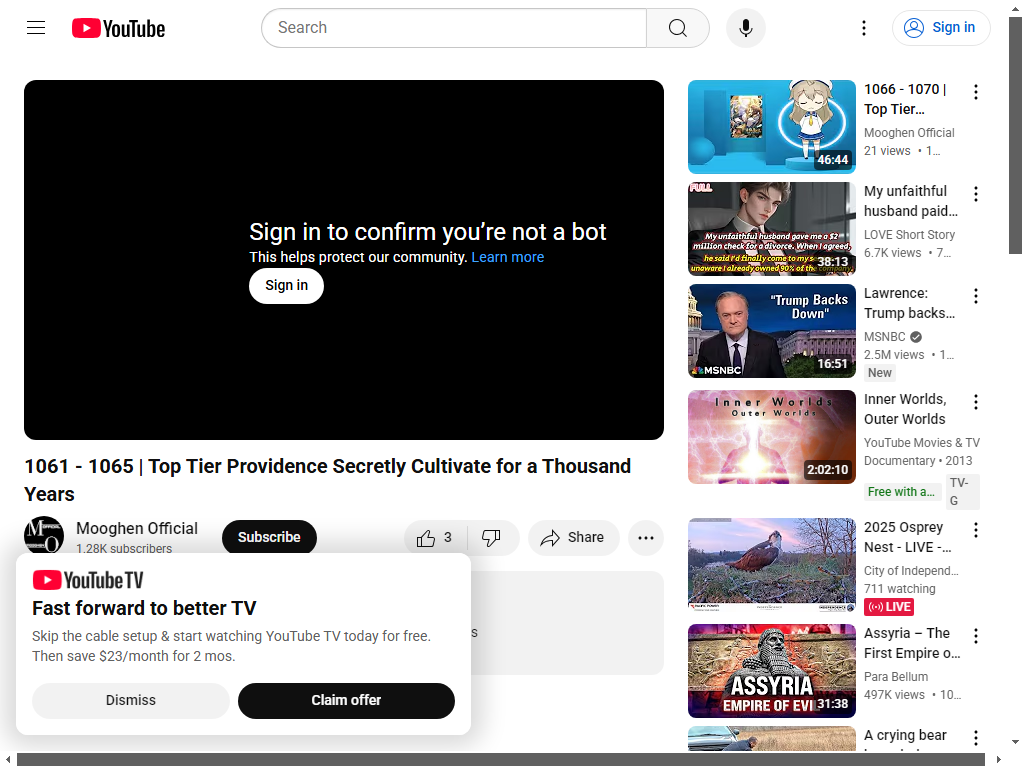 YouTube
Search
Sign in
Sign in to confirm you’re not a bot
This helps protect our community. Learn more
Sign in
1061 - 1065 | Top Tier Providence Secretly Cultivate for a Thousand
Years
Mooghen Official
1.28K subscribers
Subscribe
3
Share
s
YouTube TV
Fast forward to better TV
Skip the cable setup & start watching YouTube TV today for free.
Then save $23/month for 2 mos.
Dismiss
Claim offer
46:44
1066 - 1070 |
Top Tier…
Mooghen Official
21 views • 1…
FULL
My unfaithful husband gave me a $2
million check for a divorce. When I agreed,
he said I'd finally come to my s
unaware I already owned 90% of the company!
38:13
My unfaithful
husband paid…
LOVE Short Story
6.7K views • 7…
"Trump Backs
Down"
MSNBC
16:51
Lawrence:
Trump backs…
MSNBC
2.5M views • 1…
New
Inner Worlds
Outer Worlds
2:02:10
Inner Worlds,
Outer Worlds
YouTube Movies & TV
Documentary • 2013
Free with a…
TV-
G
2025 Osprey
Nest - LIVE -…
City of Independ…
711 watching
LIVE
ASSYRIA
EMPIRE OF EVI
31:38
Assyria – The
First Empire o…
Para Bellum
497K views • 10…
A crying bear